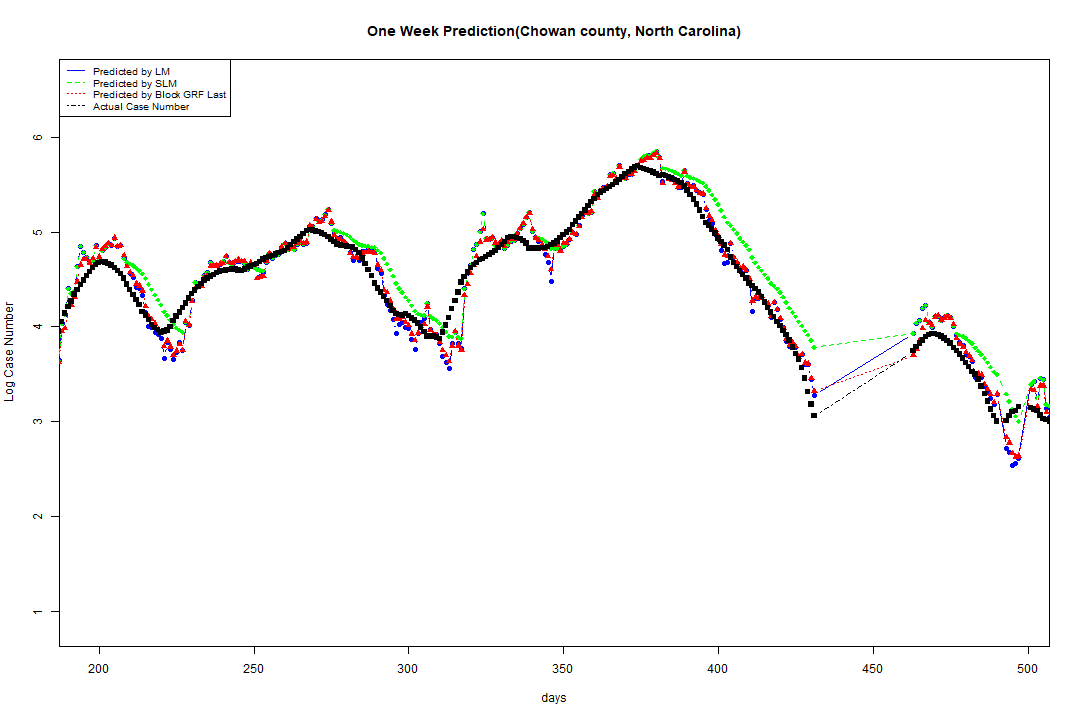 One Week Prediction(Chowan county, North Carolina)
Predicted by LM
Predicted by SLM
Predicted by Block GRF Last
Actual Case Number
Log Case Number
6
5
4
3
2
1
200 250 300 350 400 450 500
days